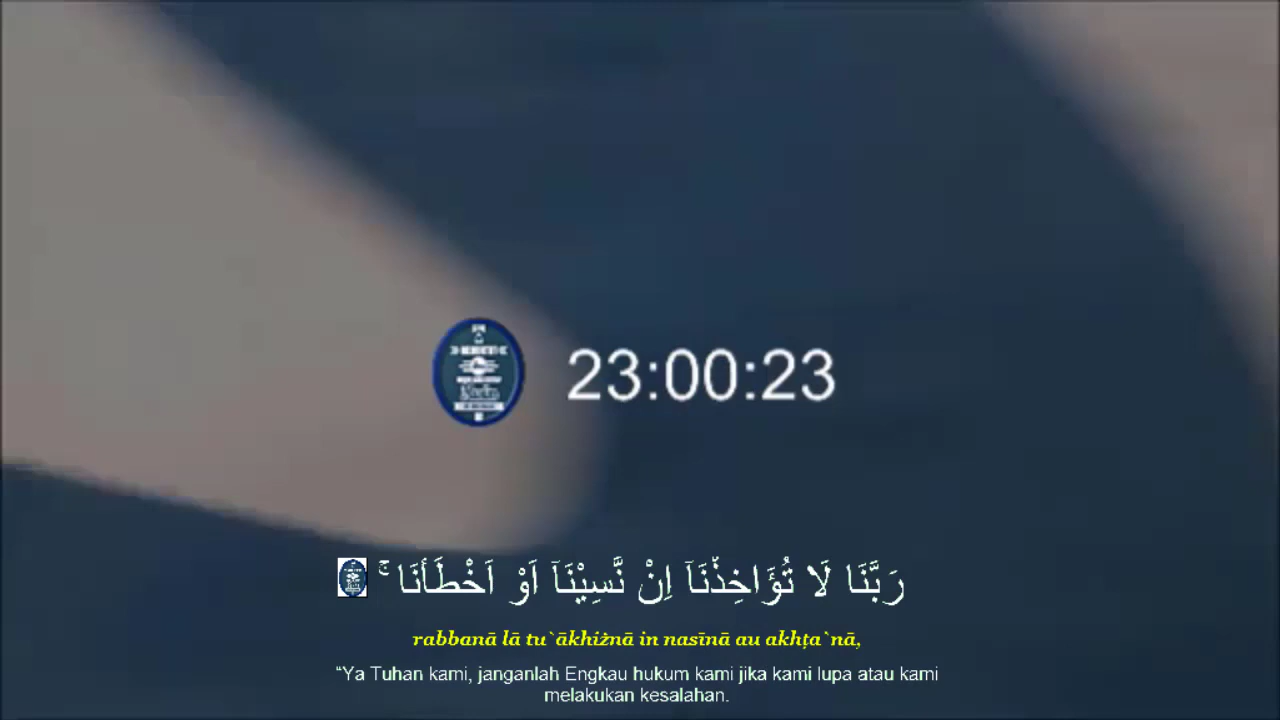 23:00:23
رَبَّنَا لَا تُؤَاخِذْنَآ اِنْ نَّسِيْنَآ اَوْ اَخْطَأْنَا ۚ
rabbanā lā tu`ākhiżnā in nasīnā au akhṭa`nā,
“Ya Tuhan kami, janganlah Engkau hukum kami jika kami lupa atau kami
melakukan kesalahan.